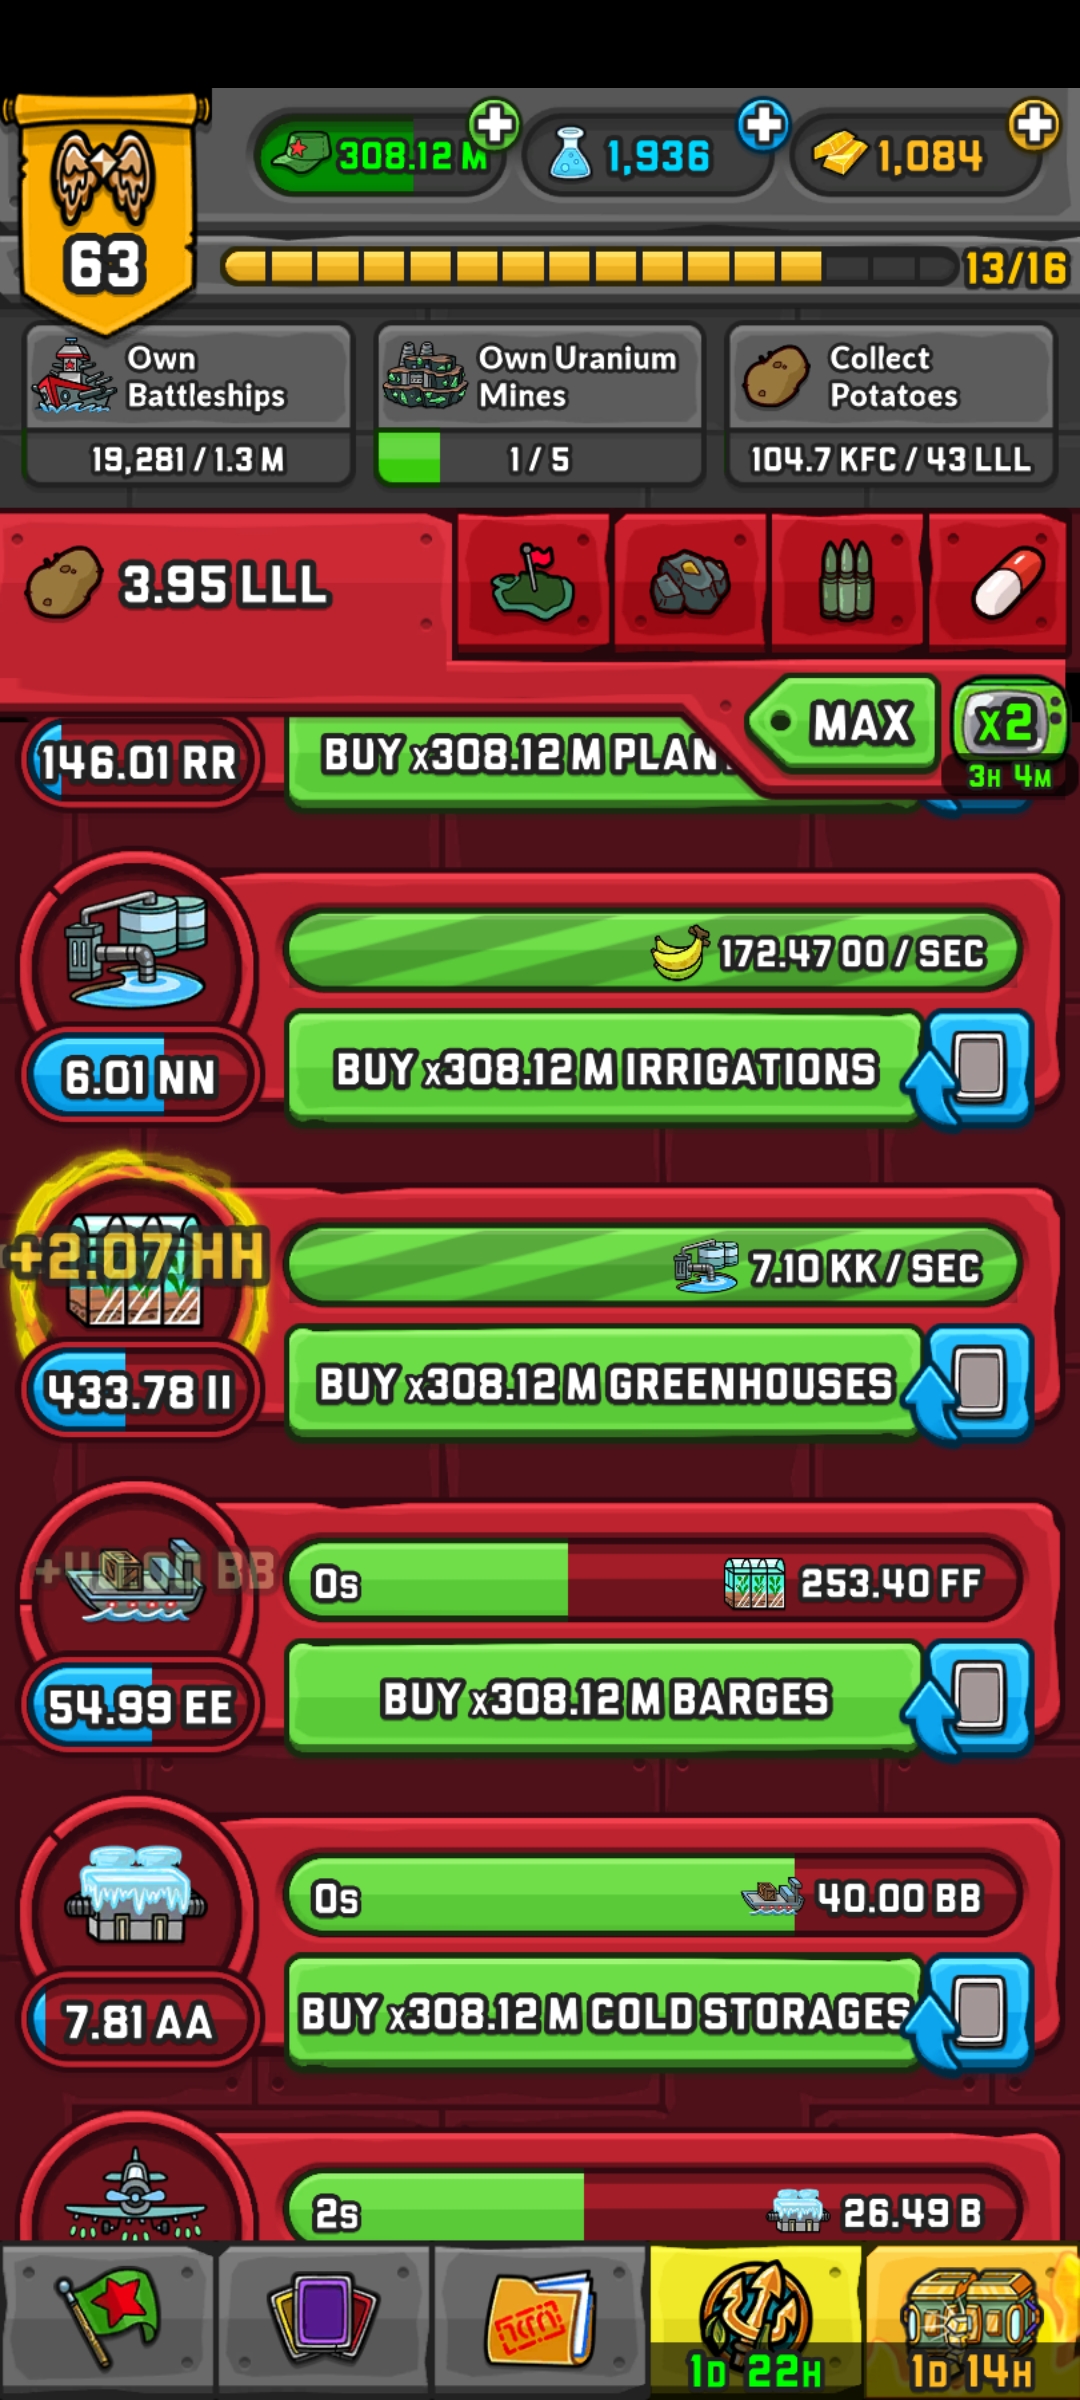 308.12 M
1,936
1,084
63
13/16
Own
Battleships
19,281 / 1.3 M
Own Uranium
Mines
1 / 5
Collect
Potatoes
104.7 KFC / 43 LLL
3.95 LLL
MAX
x2
3H 4M
146.01 RR
BUY x308.12 M PLAN
172.47 OO / SEC
6.01 NN
BUY x308.12 M IRRIGATIONS
+2.07 HH
7.10 KK / SEC
433.78 II
BUY x308.12 M GREENHOUSES
0s
253.40 FF
54.99 EE
BUY x308.12 M BARGES
0s
40.00 BB
7.81 AA
BUY x308.12 M COLD STORAGES
2s
26.49 B
1D 22H
1D 14H